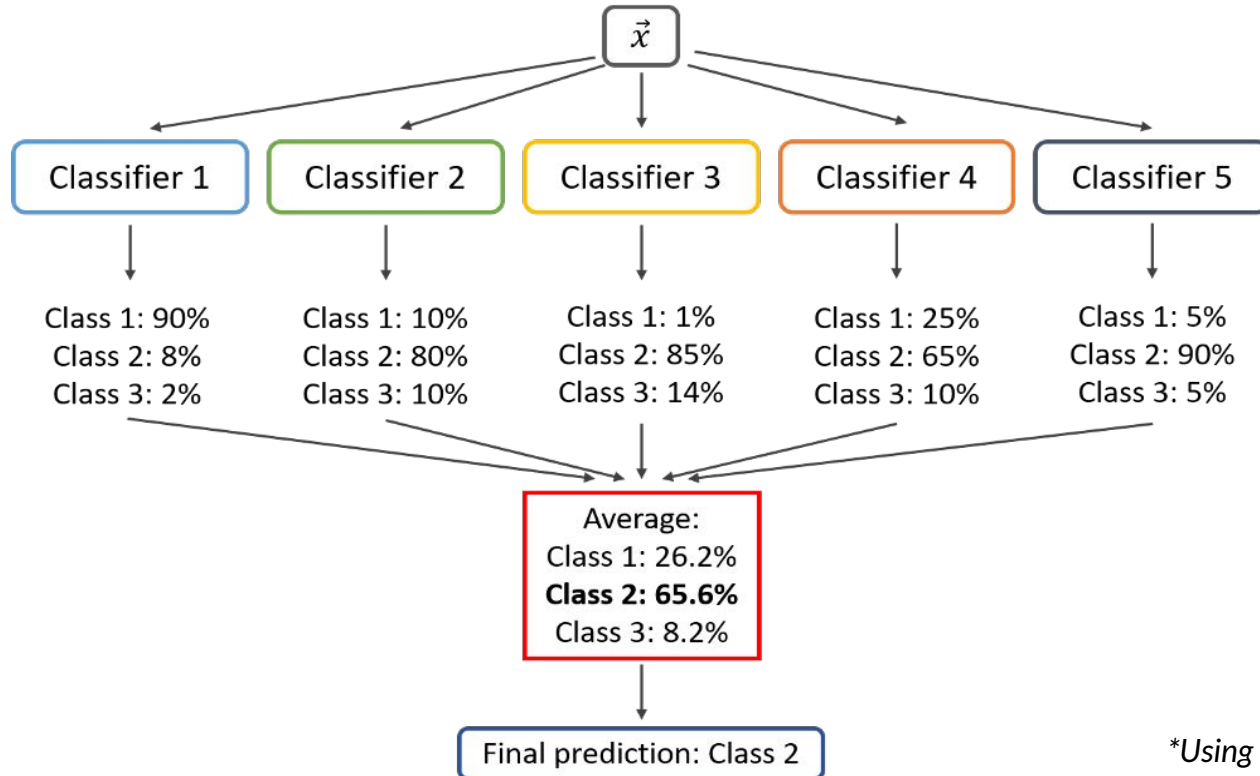 x⃗
Classifier 1
Classifier 2
Classifier 3
Classifier 4
Classifier 5
Class 1: 90%
Class 2: 8%
Class 3: 2%
Class 1: 10%
Class 2: 80%
Class 3: 10%
Class 1: 1%
Class 2: 85%
Class 3: 14%
Class 1: 25%
Class 2: 65%
Class 3: 10%
Class 1: 5%
Class 2: 90%
Class 3: 5%
Average:
Class 1: 26.2%
Class 2: 65.6%
Class 3: 8.2%
Final prediction: Class 2
*Using